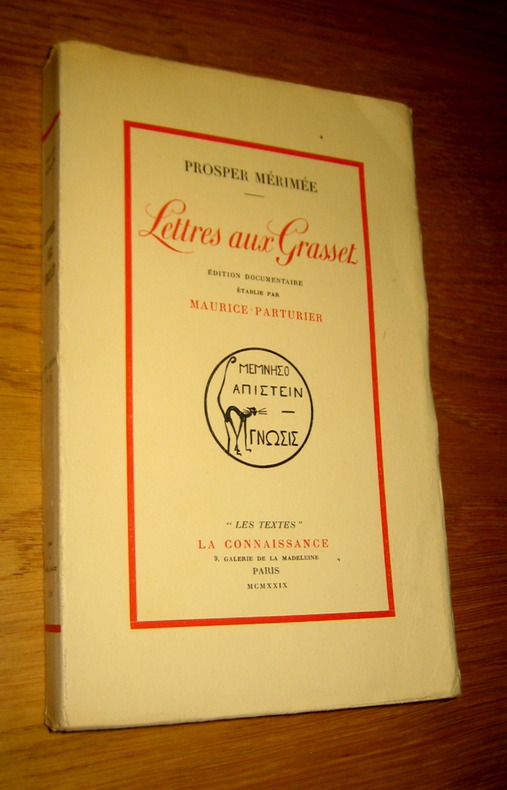 PROSPER MÉRIMÉE
Lettres aux Grasset
ÉDITION DOCUMENTAIRE
ÉTABLIE PAR
MAURICE PARTURIER
ΜΕΜΝΗΣΟ
ΑΠΙΣΤΕΙΝ
ΓΝΩΣΙΣ
"LES TEXTES"
LA CONNAISSANCE
9, GALERIE DE LA MADELEINE
PARIS
MCMXXIX